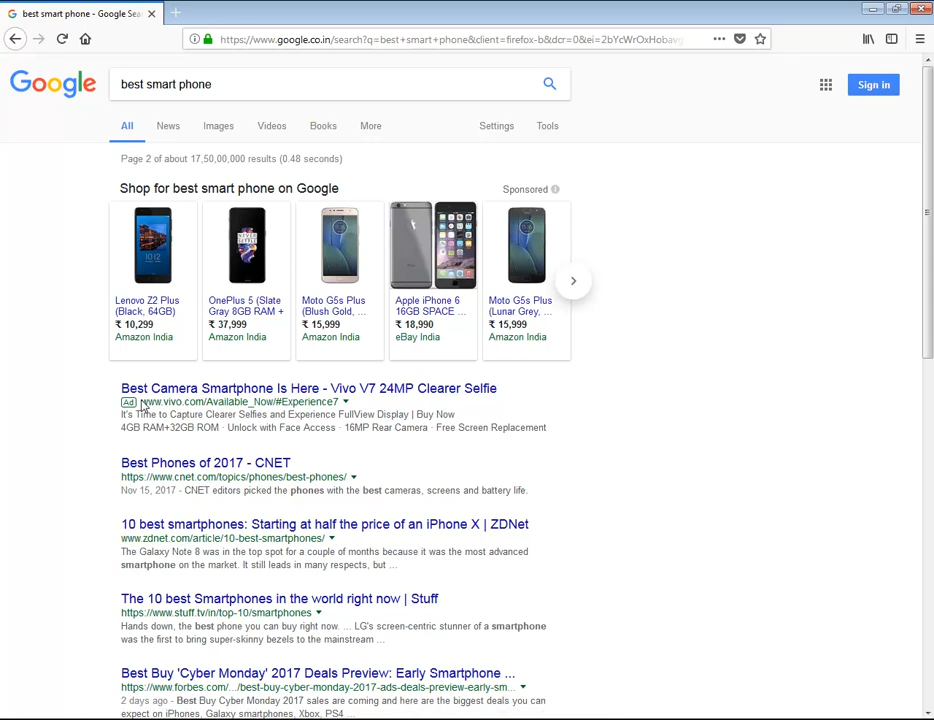 best smart phone - Google Sea
https://www.google.co.in/search?q=best+smart+phone&client=firefox-b&dcr=0&ei=2bYcWrOxHobavg
Google
best smart phone
Sign in
All
News
Images
Videos
Books
More
Settings
Tools
Page 2 of about 17,50,00,000 results (0.48 seconds)
Shop for best smart phone on Google
Sponsored
Lenovo Z2 Plus
(Black, 64GB)
₹ 10,299
Amazon India
OnePlus 5 (Slate
Gray 8GB RAM +
₹ 37,999
Amazon India
Moto G5s Plus
(Blush Gold, ...
₹ 15,999
Amazon India
Apple iPhone 6
16GB SPACE ...
₹ 18,990
eBay India
Moto G5s Plus
(Lunar Grey, ...
₹ 15,999
Amazon India
Best Camera Smartphone Is Here - Vivo V7 24MP Clearer Selfie
Ad www.vivo.com/Available_Now/#Experience7
It's Time to Capture Clearer Selfies and Experience FullView Display | Buy Now
4GB RAM+32GB ROM · Unlock with Face Access · 16MP Rear Camera · Free Screen Replacement
Best Phones of 2017 - CNET
https://www.cnet.com/topics/phones/best-phones/
Nov 15, 2017 - CNET editors picked the phones with the best cameras, screens and battery life.
10 best smartphones: Starting at half the price of an iPhone X | ZDNet
www.zdnet.com/article/10-best-smartphones/
The Galaxy Note 8 was in the top spot for a couple of months because it was the most advanced
smartphone on the market. It still leads in many respects, but ...
The 10 best Smartphones in the world right now | Stuff
https://www.stuff.tv/in/top-10/smartphones
Hands down, the best phone you can buy right now. ... LG's screen-centric stunner of a smartphone
was the first to bring super-skinny bezels to the mainstream ...
Best Buy 'Cyber Monday' 2017 Deals Preview: Early Smartphone ...
https://www.forbes.com/.../best-buy-cyber-monday-2017-ads-deals-preview-early-sm...
2 days ago - Best Buy Cyber Monday 2017 sales are coming and here are the biggest deals you can
expect on iPhones, Galaxy smartphones, Xbox, PS4 ...